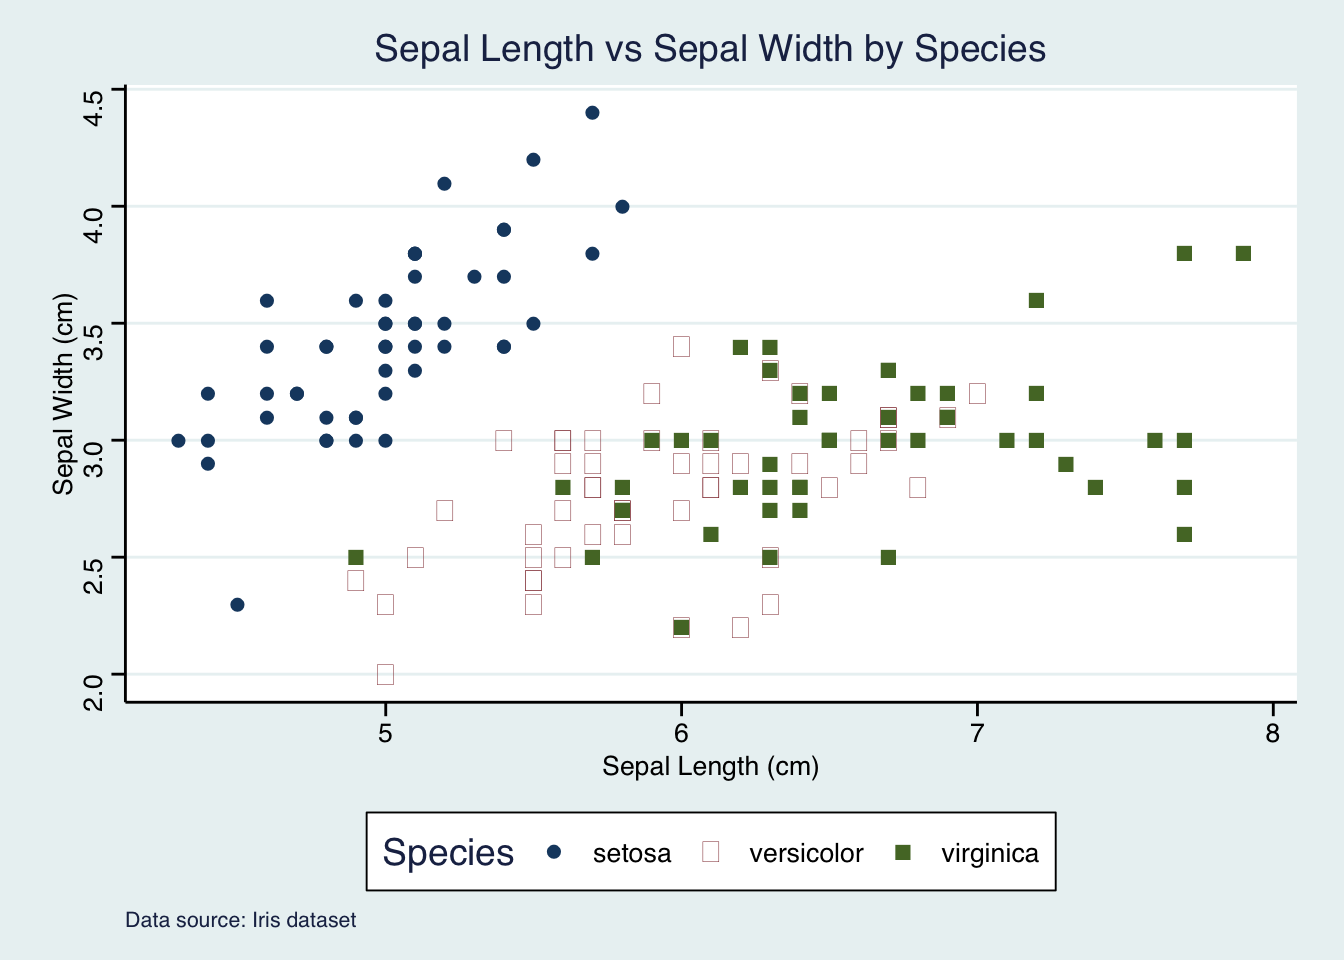 Sepal Length vs Sepal Width by Species
Sepal Width (cm)
4.5
4.0
3.5
3.0
2.5
2.0
5 6 7 8
Sepal Length (cm)
Species setosa versicolor virginica
Data source: Iris dataset